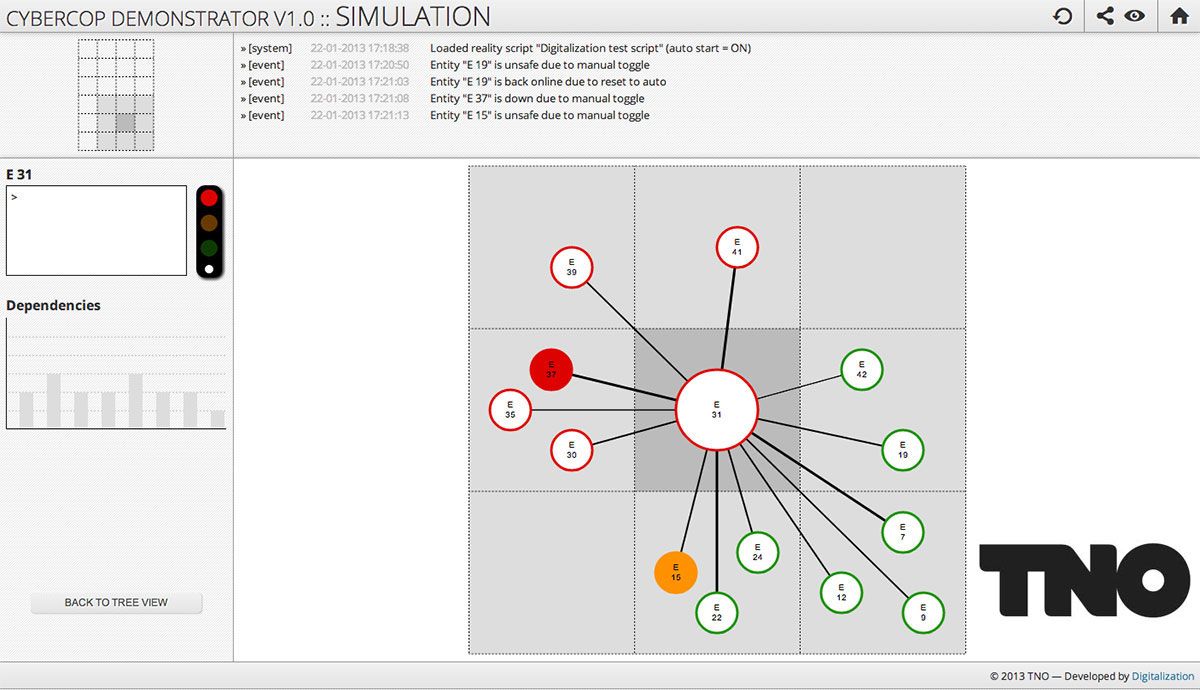 CYBERCOP DEMONSTRATOR V1.0 :: SIMULATION
» [system] 22-01-2013 17:18:38 Loaded reality script "Digitalization test script" (auto start = ON)
» [event] 22-01-2013 17:20:50 Entity "E 19" is unsafe due to manual toggle
» [event] 22-01-2013 17:21:03 Entity "E 19" is back online due to reset to auto
» [event] 22-01-2013 17:21:08 Entity "E 37" is down due to manual toggle
» [event] 22-01-2013 17:21:13 Entity "E 15" is unsafe due to manual toggle
E 31
>
Dependencies
BACK TO TREE VIEW
E
41
E
39
E
37
E
42
E
35
E
31
E
30
E
19
E
7
E
24
E
15
E
12
E
22
E
9
TNO
© 2013 TNO — Developed by Digitalization